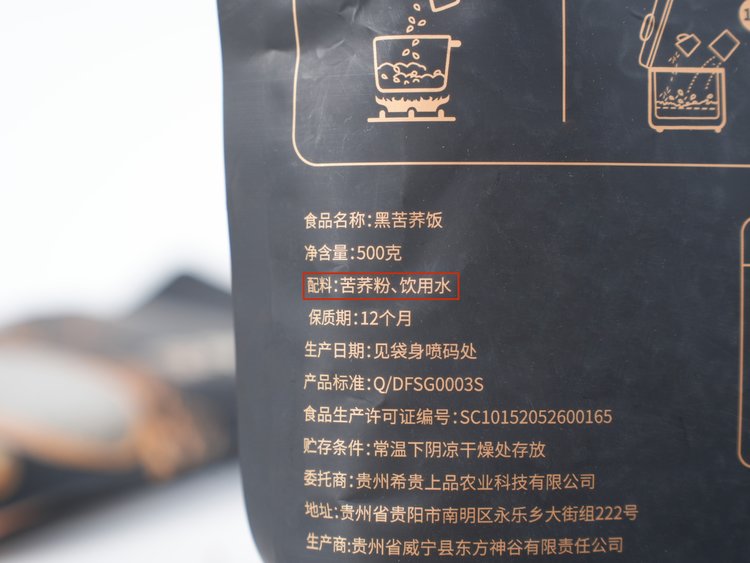 食品名称:黑苦荞饭
净含量:500克
配料:苦荞粉、饮用水
保质期:12个月
生产日期:见袋身喷码处
产品标准:Q/DFSG0003S
食品生产许可证编号:SC10152052600165
贮存条件:常温下阴凉干燥处存放
委托商:贵州希贵上品农业科技有限公司
地址:贵州省贵阳市南明区永乐乡大街组222号
生产商:贵州省威宁县东方神谷有限责任公司